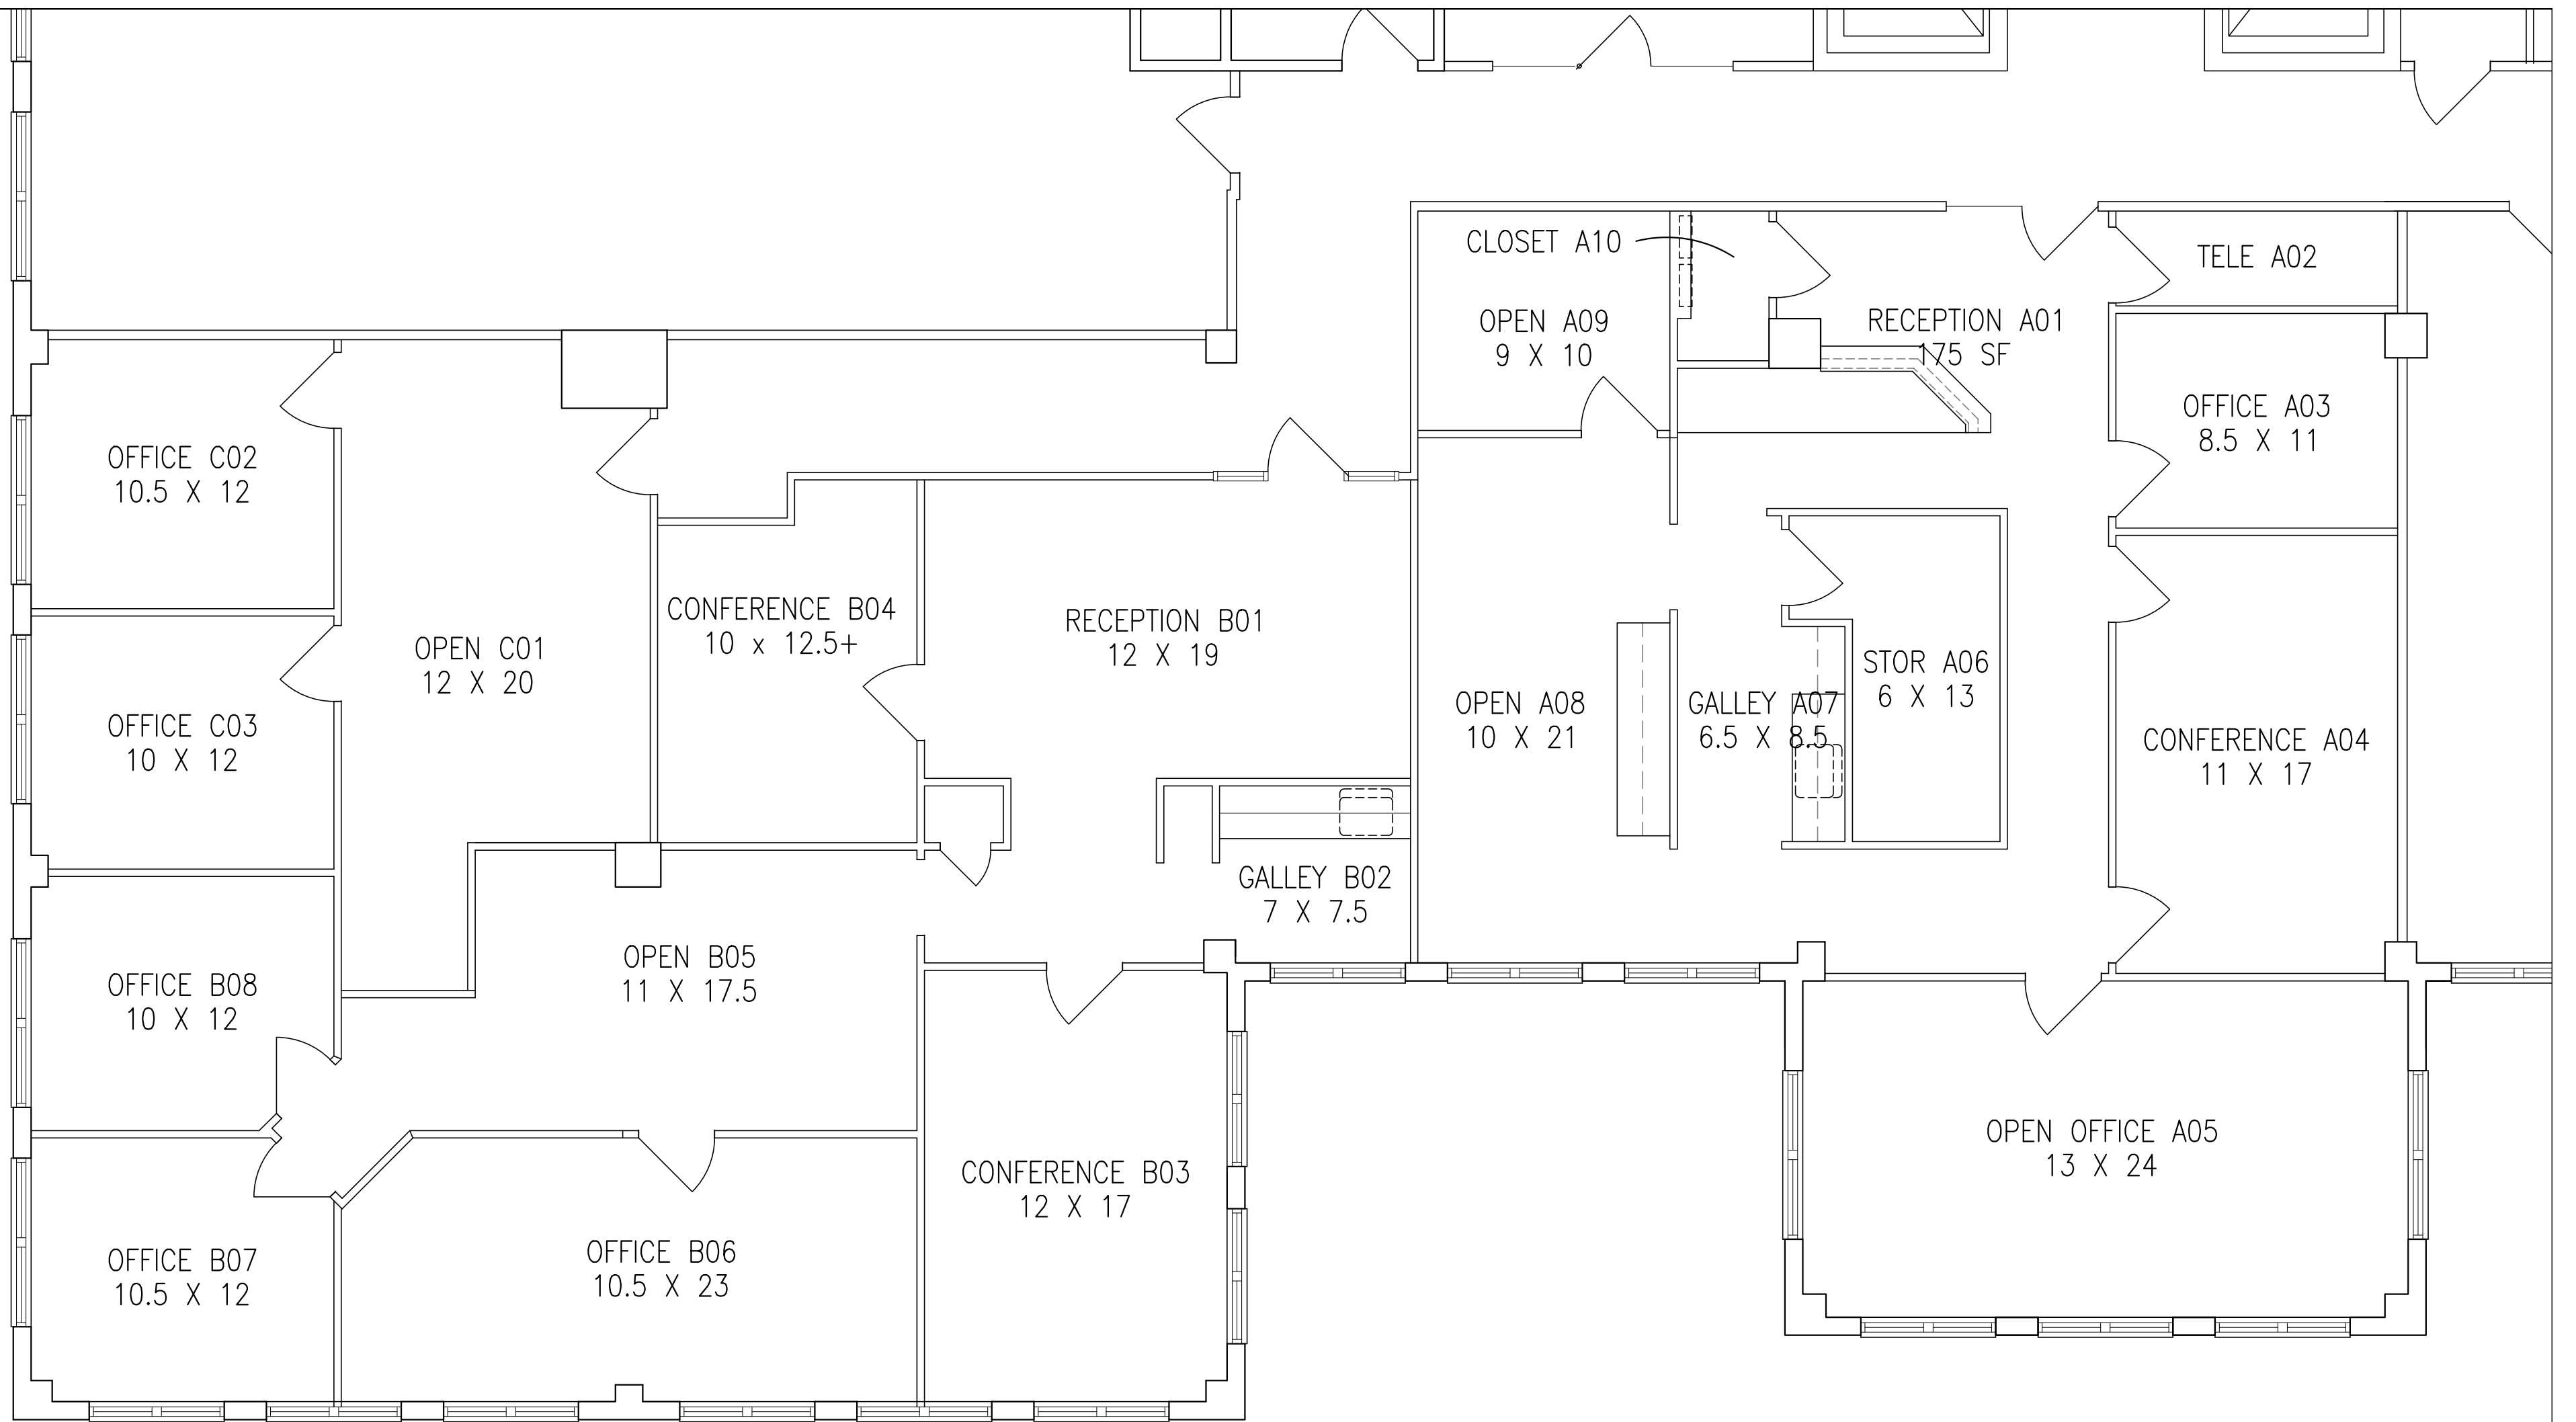 CLOSET A10
TELE A02
OPEN A09
9 X 10
RECEPTION A01
175 SF
OFFICE A03
8.5 X 11
OFFICE C02
10.5 X 12
CONFERENCE B04
10 x 12.5+
RECEPTION B01
12 X 19
OPEN C01
12 X 20
STOR A06
6 X 13
OPEN A08
10 X 21
GALLEY A07
6.5 X 8.5
OFFICE C03
10 X 12
CONFERENCE A04
11 X 17
GALLEY B02
7 X 7.5
OPEN B05
11 X 17.5
OFFICE B08
10 X 12
OPEN OFFICE A05
13 X 24
CONFERENCE B03
12 X 17
OFFICE B07
10.5 X 12
OFFICE B06
10.5 X 23